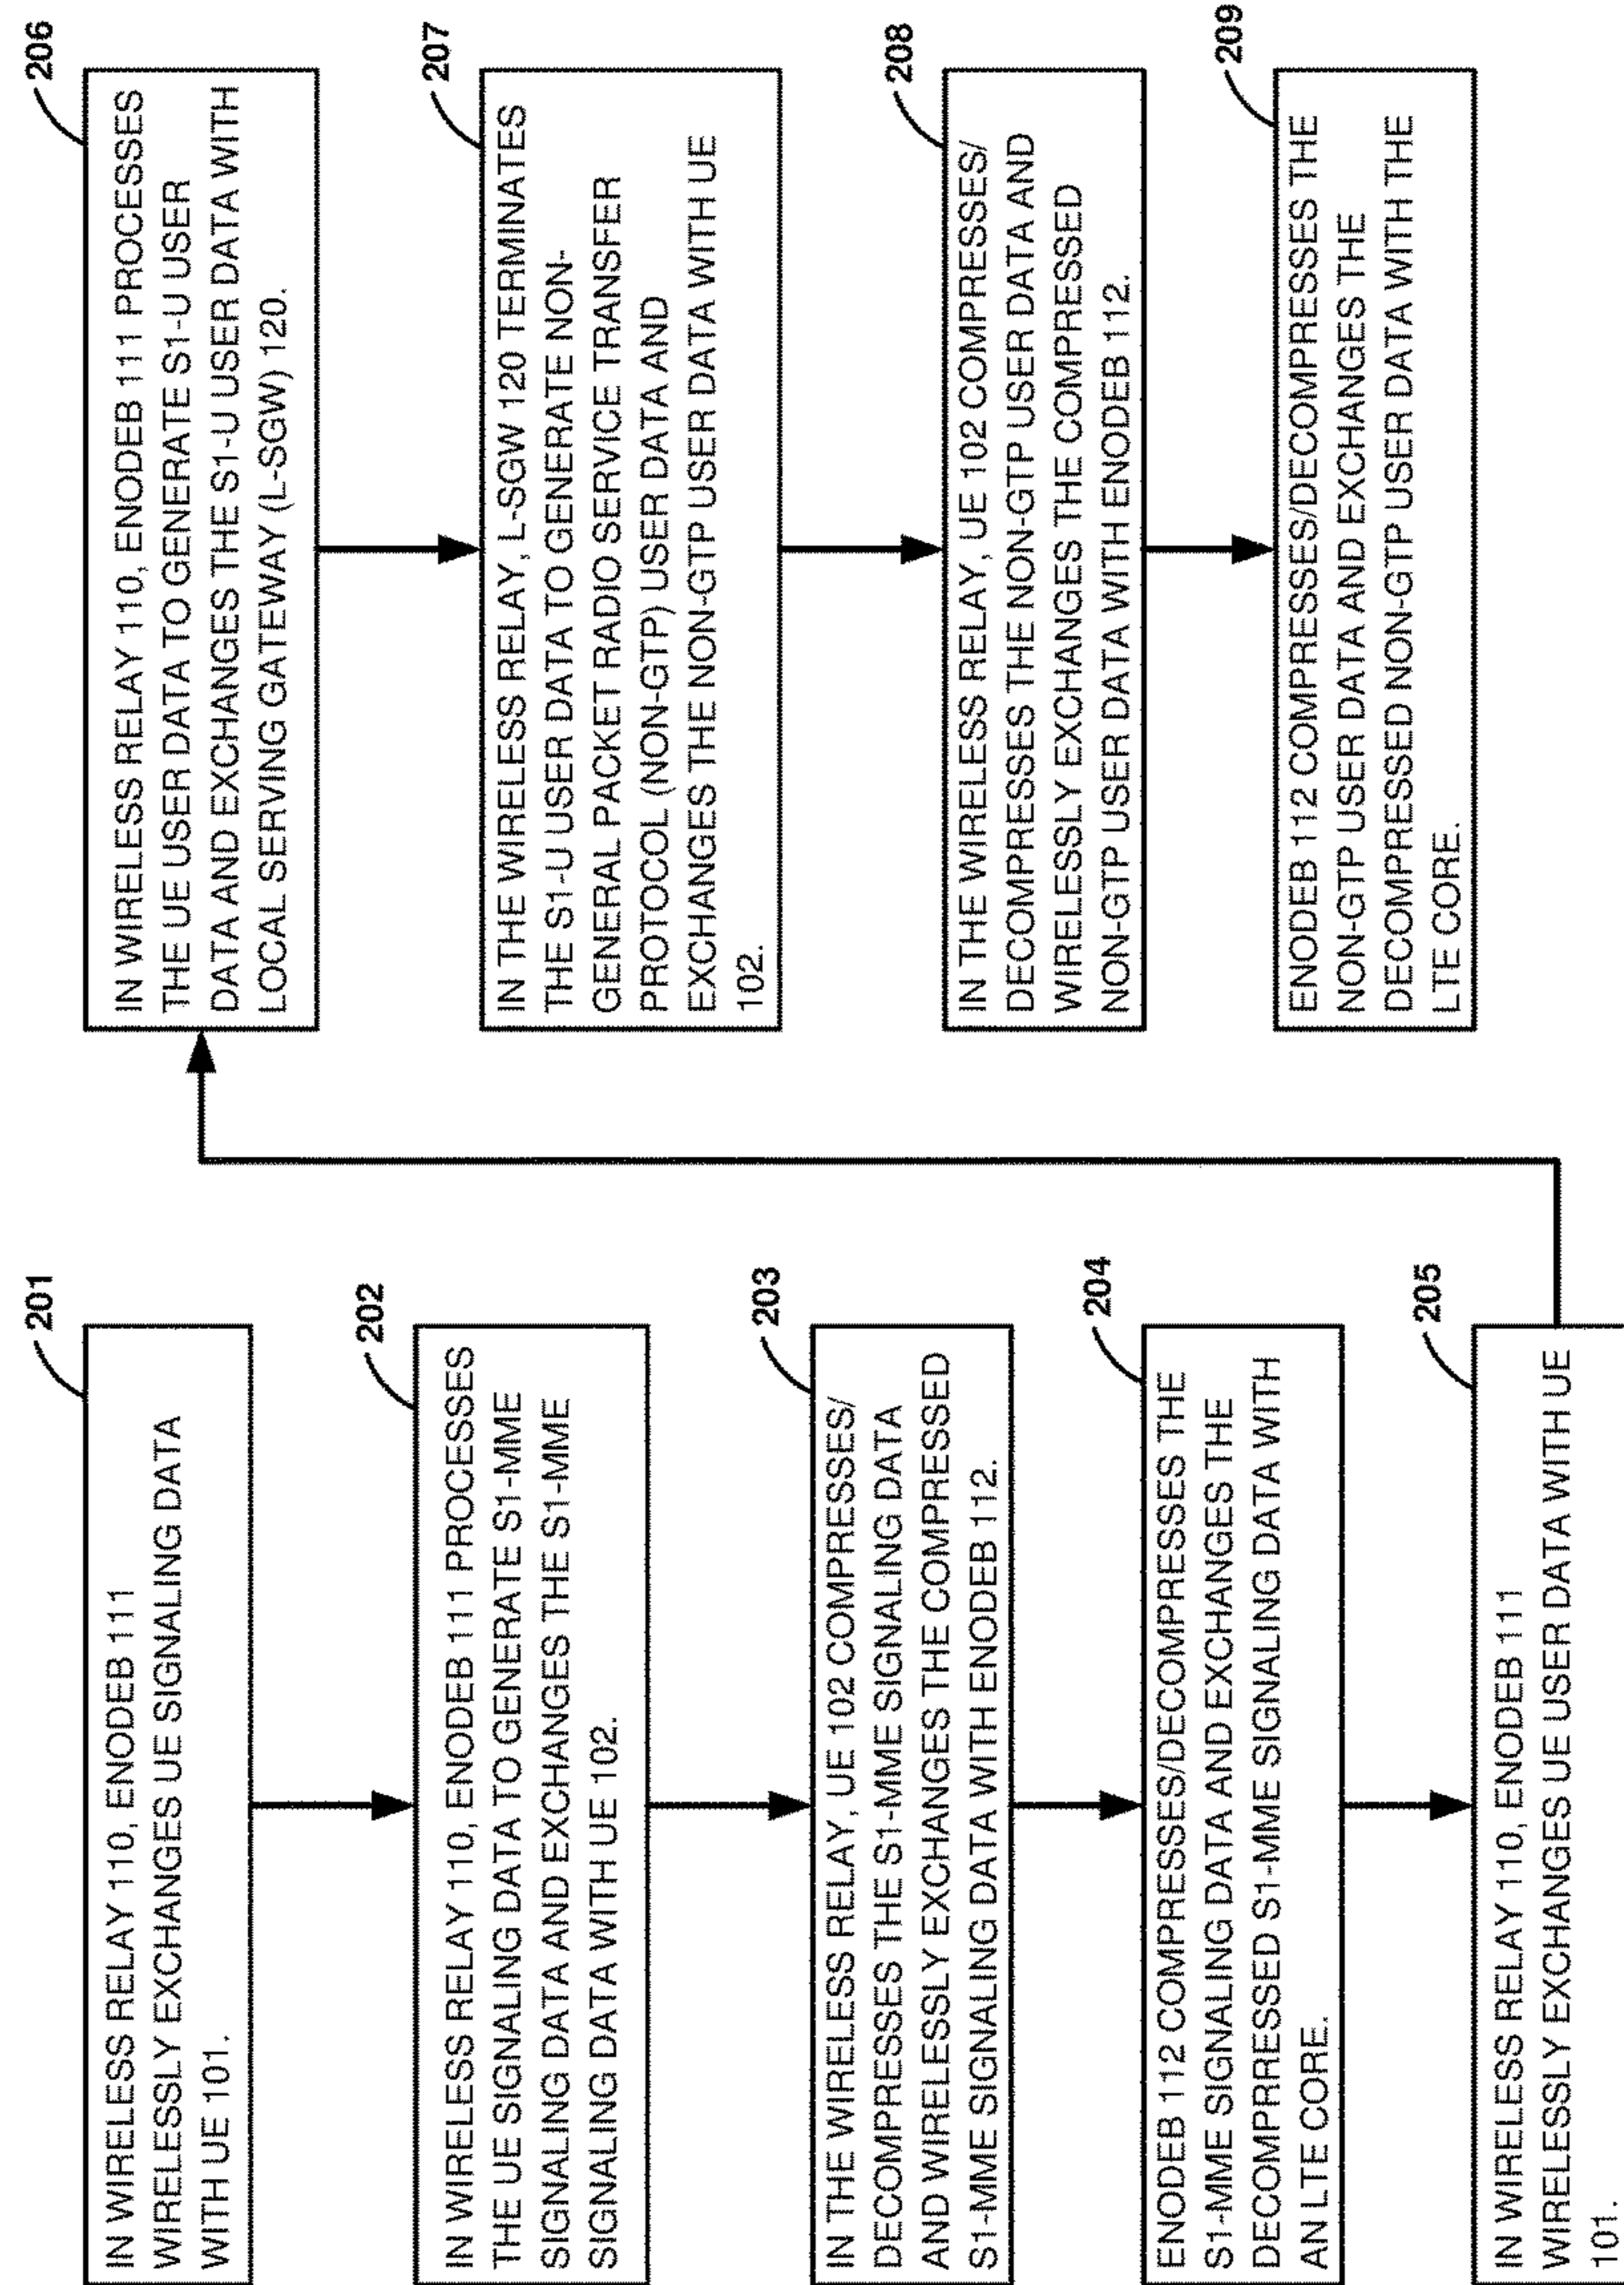 201
IN WIRELESS RELAY 110, ENODEB 111
WIRELESSLY EXCHANGES UE SIGNALING DATA
WITH UE 101.
202
IN WIRELESS RELAY 110, ENODEB 111 PROCESSES
THE UE SIGNALING DATA TO GENERATE S1-MME
SIGNALING DATA AND EXCHANGES THE S1-MME
SIGNALING DATA WITH UE 102.
203
IN THE WIRELESS RELAY, UE 102 COMPRESSES/
DECOMPRESSES THE S1-MME SIGNALING DATA
AND WIRELESSLY EXCHANGES THE COMPRESSED
S1-MME SIGNALING DATA WITH ENODEB 112.
204
ENODEB 112 COMPRESSES/DECOMPRESSES THE
S1-MME SIGNALING DATA AND EXCHANGES THE
DECOMPRRESSED S1-MME SIGNALING DATA WITH
AN LTE CORE.
205
IN WIRELESS RELAY 110, ENODEB 111
WIRELESSLY EXCHANGES UE USER DATA WITH UE
101.
206
IN WIRELESS RELAY 110, ENODEB 111 PROCESSES
THE UE USER DATA TO GENERATE S1-U USER
DATA AND EXCHANGES THE S1-U USER DATA WITH
LOCAL SERVING GATEWAY (L-SGW) 120.
207
IN THE WIRELESS RELAY, L-SGW 120 TERMINATES
THE S1-U USER DATA TO GENERATE NON-
GENERAL PACKET RADIO SERVICE TRANSFER
PROTOCOL (NON-GTP) USER DATA AND
EXCHANGES THE NON-GTP USER DATA WITH UE
102.
208
IN THE WIRELESS RELAY, UE 102 COMPRESSES/
DECOMPRESSES THE NON-GTP USER DATA AND
WIRELESSLY EXCHANGES THE COMPRESSED
NON-GTP USER DATA WITH ENODEB 112.
209
ENODEB 112 COMPRESSES/DECOMPRESSES THE
NON-GTP USER DATA AND EXCHANGES THE
DECOMPRESSED NON-GTP USER DATA WITH THE
LTE CORE.